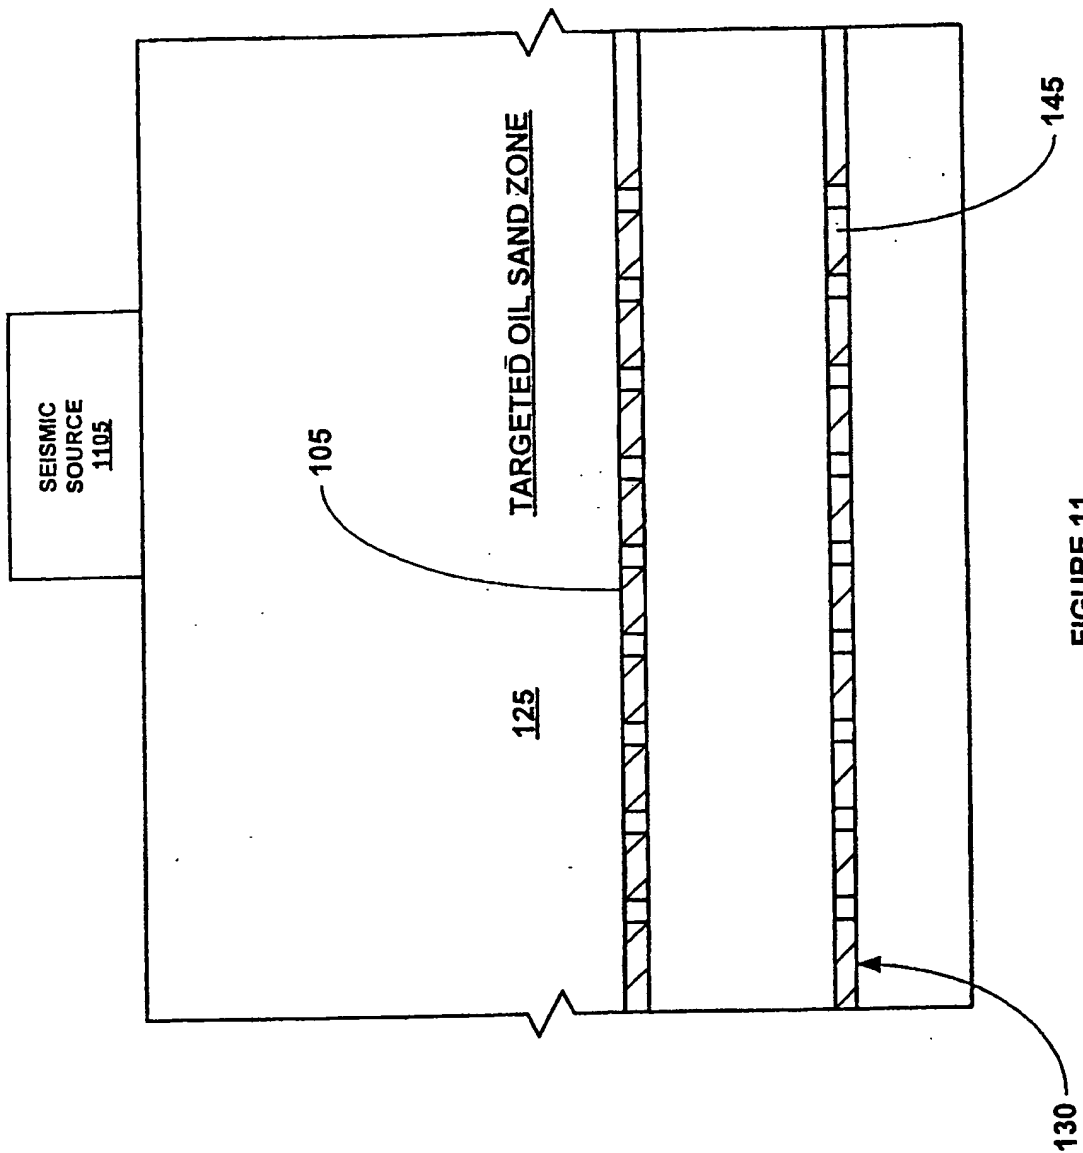 SEISMIC
SOURCE
1105
TARGETED OIL SAND ZONE
105
125
145
130
FIGURE 11